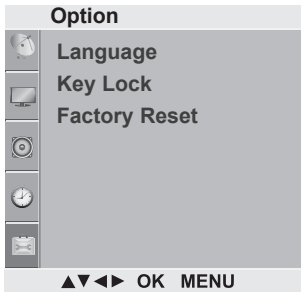 Option
Language
Key Lock
Factory Reset
▲▼◄► OK MENU